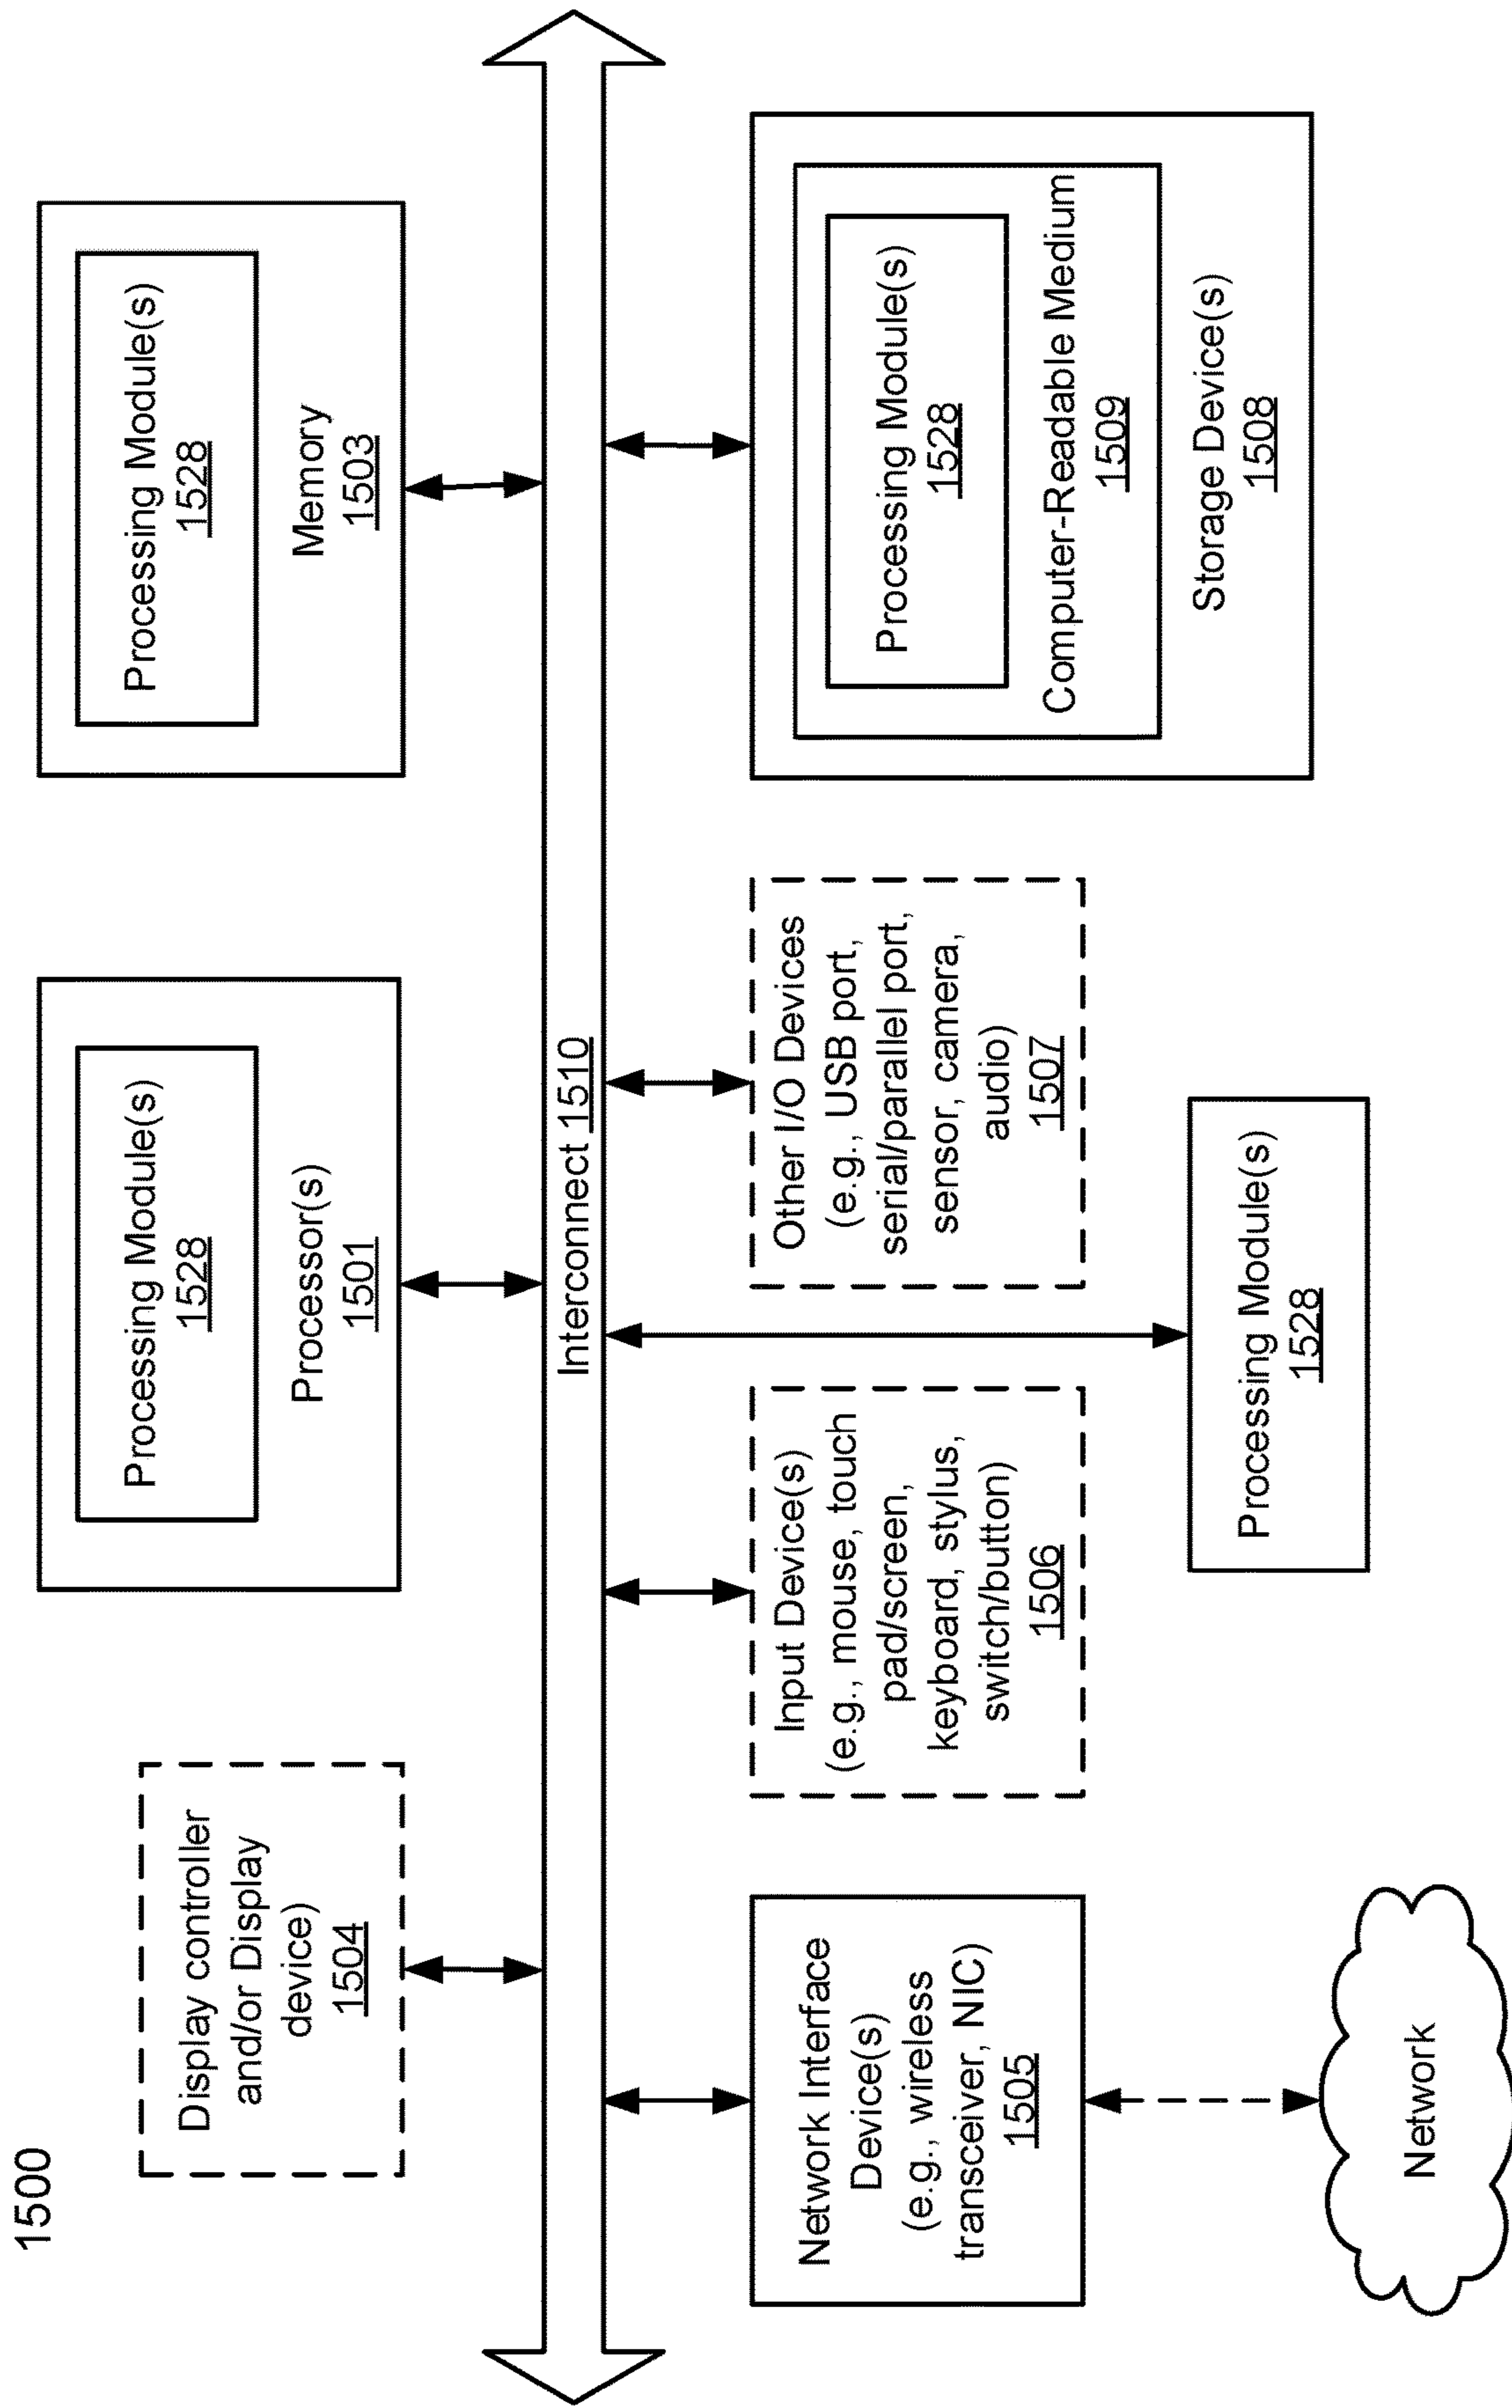 1500
Display controller
and/or Display
device)
1504
Processing Module(s)
1528
Processor(s)
1501
Processing Module(s)
1528
Memory
1503
Interconnect 1510
Network Interface
Device(s)
(e.g., wireless
transceiver, NIC)
1505
Input Device(s)
(e.g., mouse, touch
pad/screen,
keyboard, stylus,
switch/button)
1506
Other I/O Devices
(e.g., USB port,
serial/parallel port,
sensor, camera,
audio)
1507
Processing Module(s)
1528
Computer-Readable Medium
1509
Storage Device(s)
1508
Processing Module(s)
1528
Network